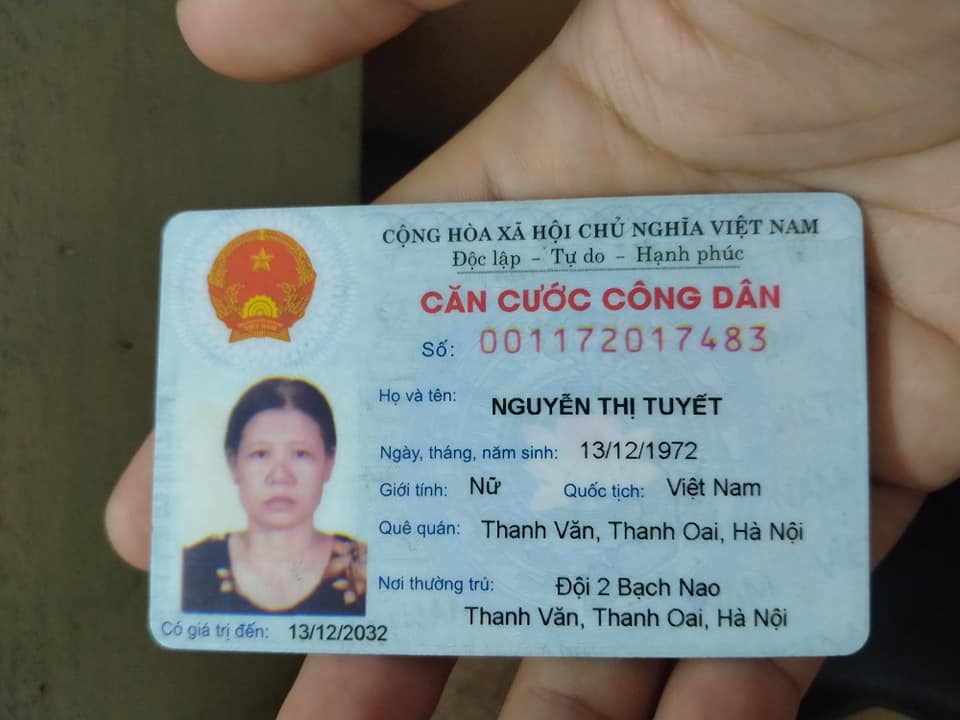 CỘNG HÒA XÃ HỘI CHỦ NGHĨA VIỆT NAM
Độc lập - Tự do - Hạnh phúc
CĂN CƯỚC CÔNG DÂN
Số: 001172017483
Họ và tên: NGUYỄN THỊ TUYẾT
Ngày, tháng, năm sinh: 13/12/1972
Giới tính: Nữ Quốc tịch: Việt Nam
Quê quán: Thanh Văn, Thanh Oai, Hà Nội
Nơi thường trú: Đội 2 Bạch Nao
Thanh Văn, Thanh Oai, Hà Nội
Có giá trị đến: 13/12/2032